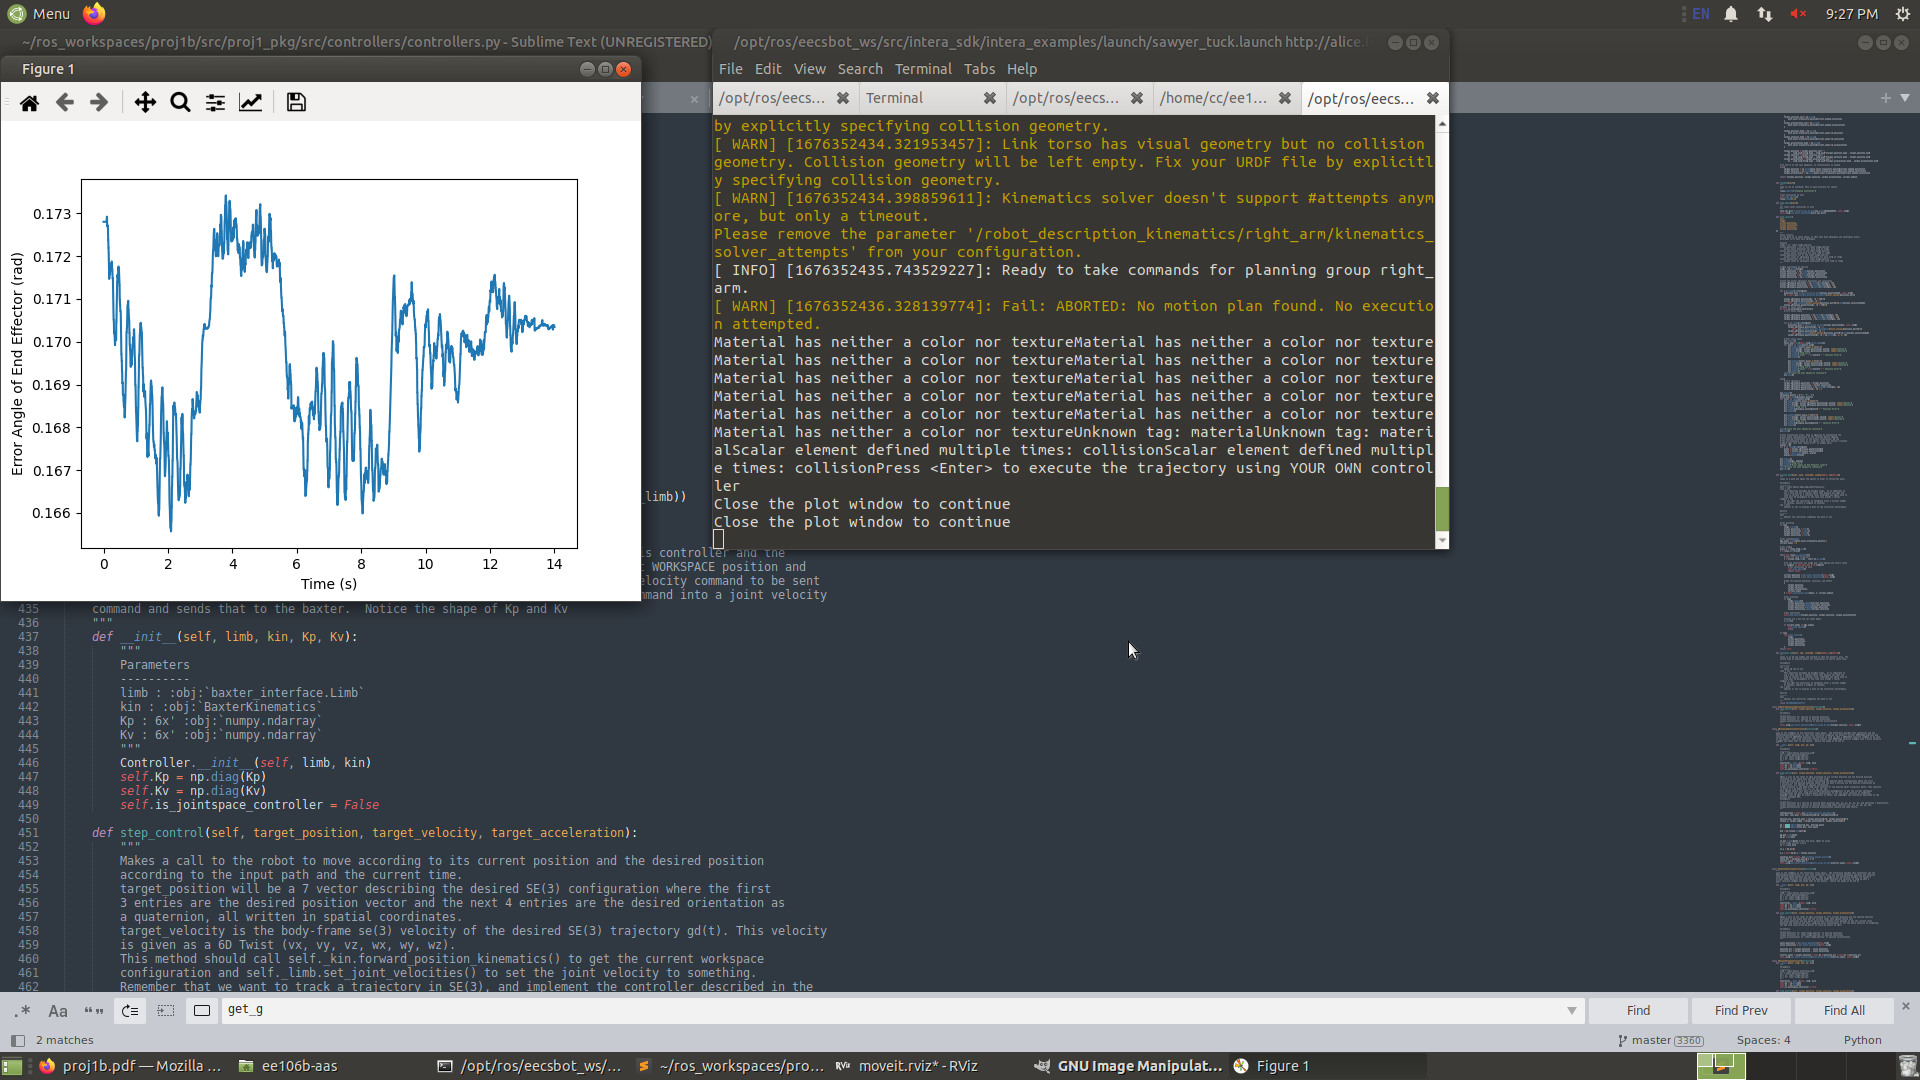 Menu
EN
9:27 PM
~/ros_workspaces/proj1b/src/proj1_pkg/src/controllers/controllers.py - Sublime Text (UNREGISTERED)
/opt/ros/eecsbot_ws/src/intera_sdk/intera_examples/launch/sawyer_tuck.launch http://alice.
Figure 1
File Edit View Search Terminal Tabs Help
/opt/ros/eecs... Terminal /opt/ros/eecs... /home/cc/ee1... /opt/ros/eecs...
by explicitly specifying collision geometry.
[ WARN] [1676352434.321953457]: Link torso has visual geometry but no collision
geometry. Collision geometry will be left empty. Fix your URDF file by explicitl
y specifying collision geometry.
[ WARN] [1676352434.398859611]: Kinematics solver doesn't support #attempts anym
ore, but only a timeout.
Please remove the parameter '/robot_description_kinematics/right_arm/kinematics_
solver_attempts' from your configuration.
[ INFO] [1676352435.743529227]: Ready to take commands for planning group right_
arm.
[ WARN] [1676352436.328139774]: Fail: ABORTED: No motion plan found. No executio
n attempted.
Material has neither a color nor textureMaterial has neither a color nor texture
Material has neither a color nor textureMaterial has neither a color nor texture
Material has neither a color nor textureMaterial has neither a color nor texture
Material has neither a color nor textureMaterial has neither a color nor texture
Material has neither a color nor textureMaterial has neither a color nor texture
Material has neither a color nor textureUnknown tag: materialUnknown tag: materi
alScalar element defined multiple times: collisionScalar element defined multipl
e times: collisionPress <Enter> to execute the trajectory using YOUR OWN control
ler
Close the plot window to continue
Close the plot window to continue
Error Angle of End Effector (rad)
0.173
0.172
0.171
0.170
0.169
0.168
0.167
0.166
0 2 4 6 8 10 12 14
Time (s)
_limb))
s controller and the
WORKSPACE position and
locity command to be sent
mand into a joint velocity
435 command and sends that to the baxter.  Notice the shape of Kp and Kv
436 """
437 def __init__(self, limb, kin, Kp, Kv):
438 """
439 Parameters
440 ----------
441 limb : :obj:`baxter_interface.Limb`
442 kin : :obj:`BaxterKinematics`
443 Kp : 6x' :obj:`numpy.ndarray`
444 Kv : 6x' :obj:`numpy.ndarray`
445 """
446 Controller.__init__(self, limb, kin)
447 self.Kp = np.diag(Kp)
448 self.Kv = np.diag(Kv)
449 self.is_jointspace_controller = False
450
451 def step_control(self, target_position, target_velocity, target_acceleration):
452 """
453 Makes a call to the robot to move according to its current position and the desired position
454 according to the input path and the current time.
455 target_position will be a 7 vector describing the desired SE(3) configuration where the first
456 3 entries are the desired position vector and the next 4 entries are the desired orientation as
457 a quaternion, all written in spatial coordinates.
458 target_velocity is the body-frame se(3) velocity of the desired SE(3) trajectory gd(t). This velocity
459 is given as a 6D Twist (vx, vy, vz, wx, wy, wz).
460 This method should call self._kin.forward_position_kinematics() to get the current workspace
461 configuration and self._limb.set_joint_velocities() to set the joint velocity to something.
462 Remember that we want to track a trajectory in SE(3), and implement the controller described in the
.* Aa “” get_g Find Find Prev Find All
2 matches master 3360 Spaces: 4 Python
proj1b.pdf — Mozilla ... ee106b-aas /opt/ros/eecsbot_ws/... ~/ros_workspaces/pro... moveit.rviz* - RViz GNU Image Manipulat... Figure 1